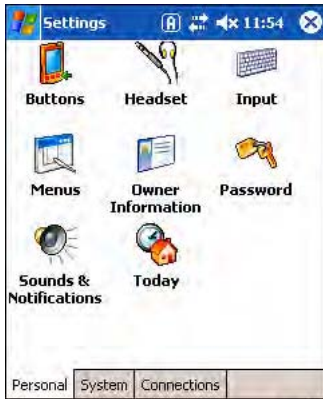 Settings A 11:54
Buttons Headset Input
Menus Owner Information Password
Sounds & Notifications Today
Personal System Connections